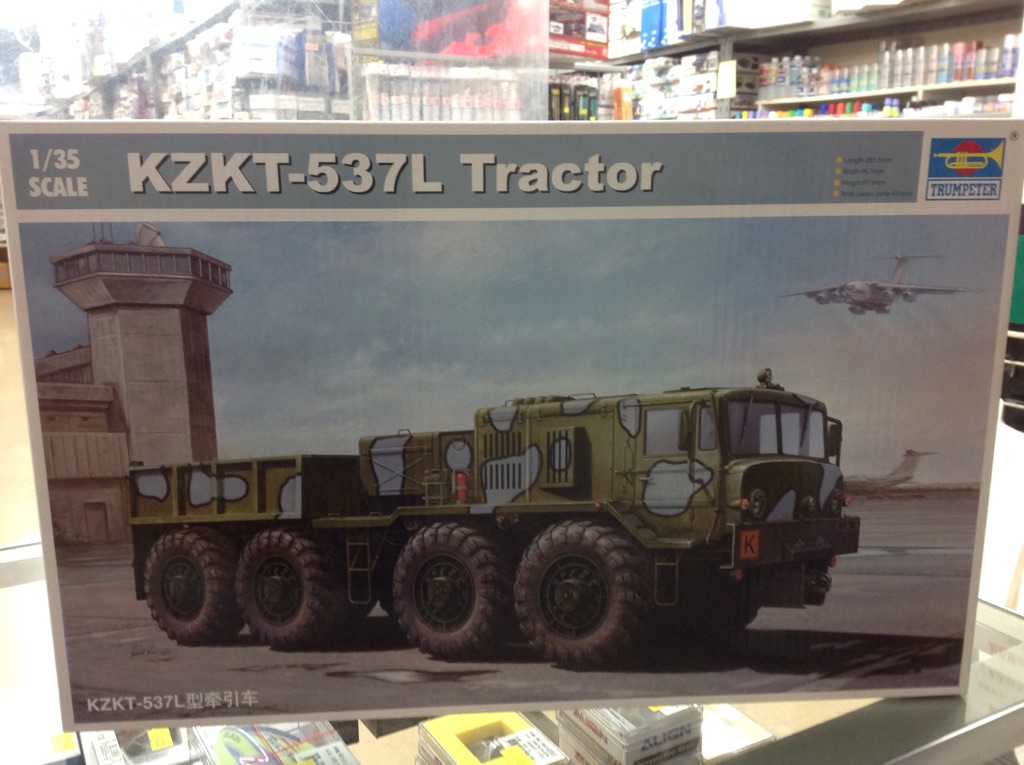 1/35
SCALE
KZKT-537L Tractor
TRUMPETER
®
K
KZKT-537L型牵引车
ALIGN